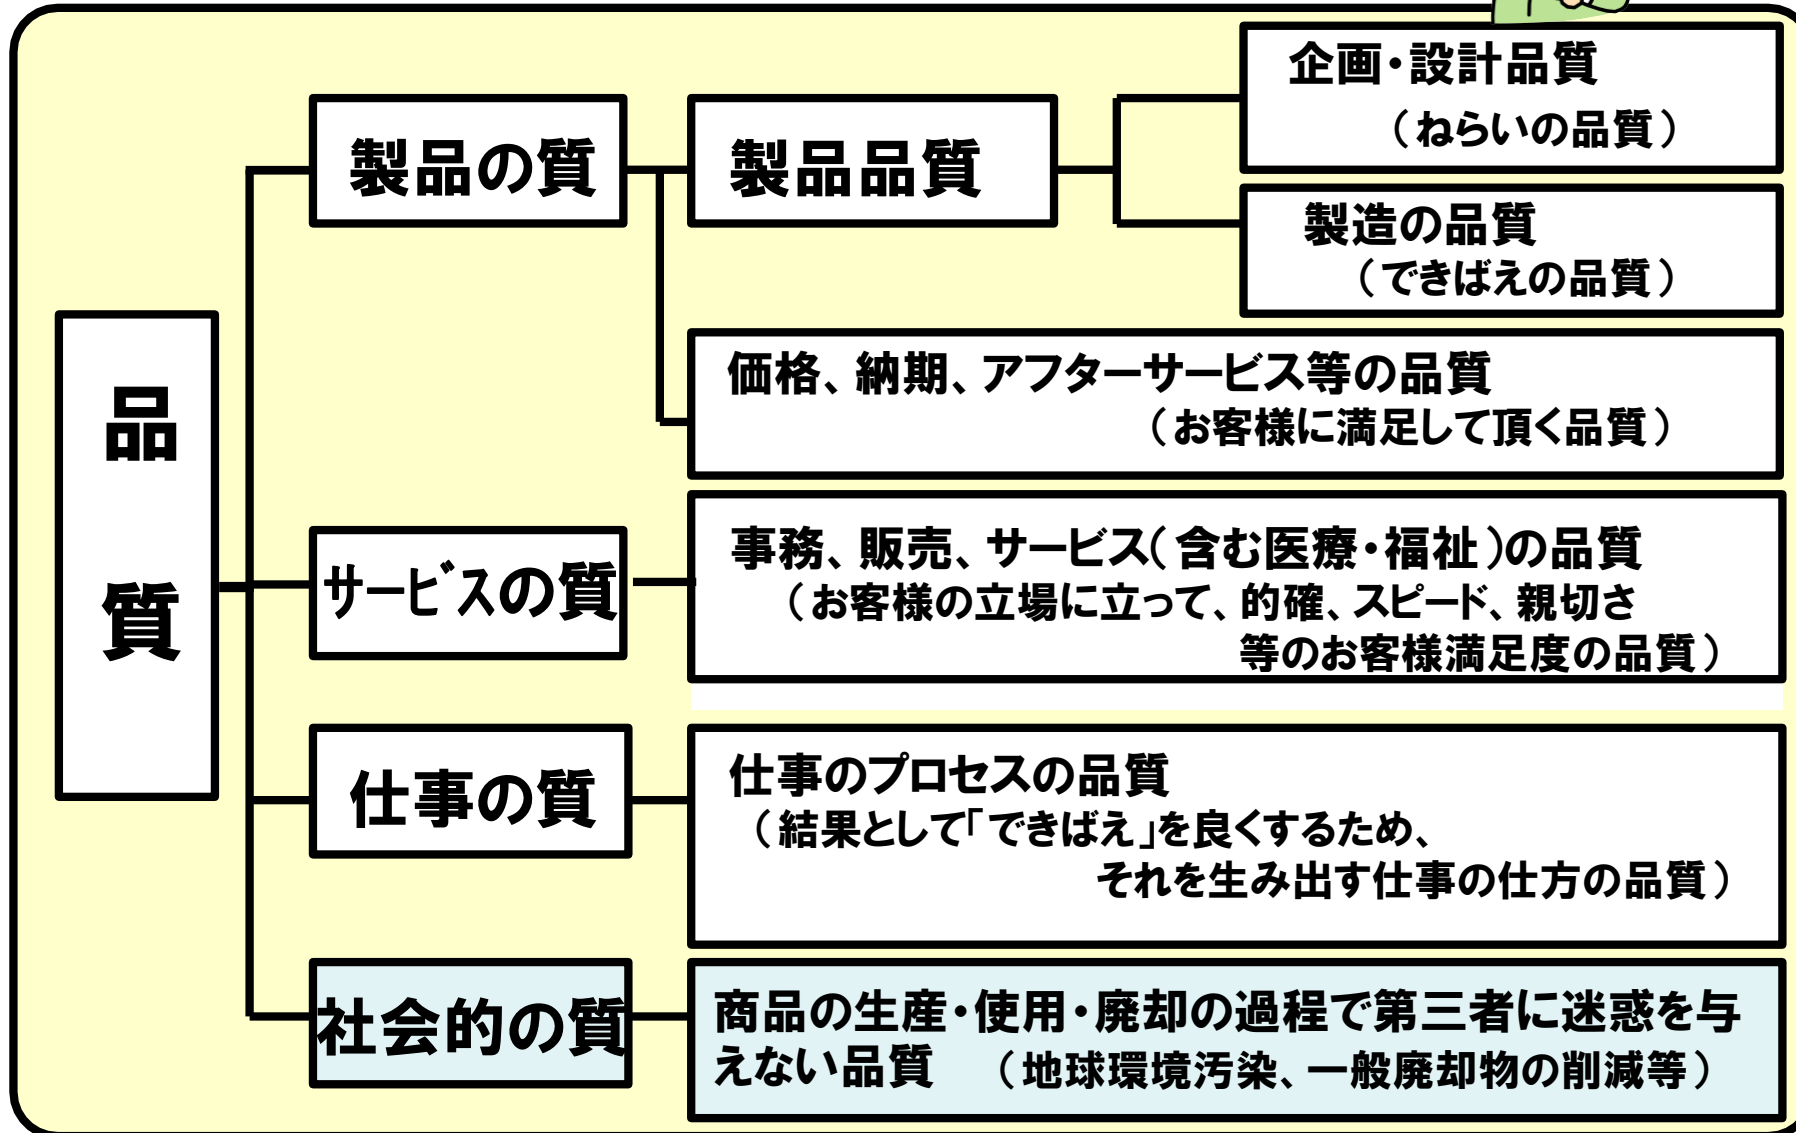 品質
製品の質
製品品質
企画・設計品質
(ねらいの品質)
製造の品質
(できばえの品質)
価格、納期、アフターサービス等の品質
(お客様に満足して頂く品質)
サービスの質
事務、販売、サービス(含む医療・福祉)の品質
(お客様の立場に立って、的確、スピード、親切さ
等のお客様満足度の品質)
仕事の質
仕事のプロセスの品質
(結果として「できばえ」を良くするため、
それを生み出す仕事の仕方の品質)
社会的の質
商品の生産・使用・廃却の過程で第三者に迷惑を与
えない品質 (地球環境汚染、一般廃却物の削減等)